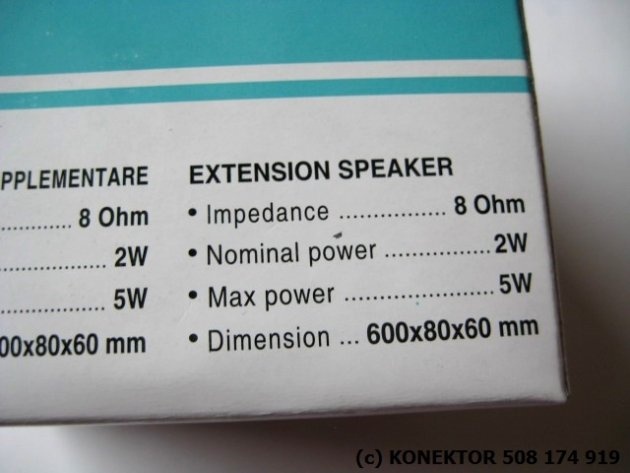 PPLEMENTARE
............ 8 Ohm
.................. 2W
.................. 5W
00x80x60 mm
EXTENSION SPEAKER
• Impedance ................. 8 Ohm
• Nominal power ................. 2W
• Max power ........................ 5W
• Dimension ... 600x80x60 mm
(c) KONEKTOR 508 174 919